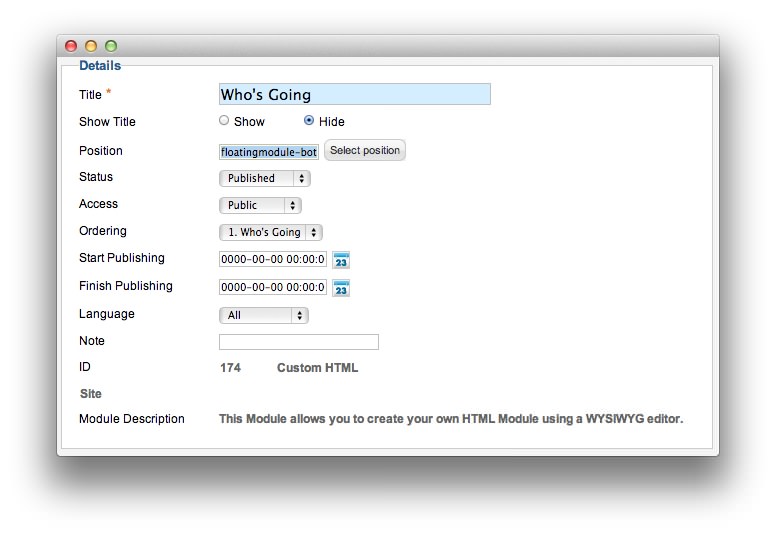 Details
Title * Who's Going
Show Title Show Hide
Position floatingmodule-bot Select position
Status Published
Access Public
Ordering 1. Who's Going
Start Publishing 0000-00-00 00:00:0 23
Finish Publishing 0000-00-00 00:00:0 23
Language All
Note
ID 174 Custom HTML
Site
Module Description This Module allows you to create your own HTML Module using a WYSIWYG editor.